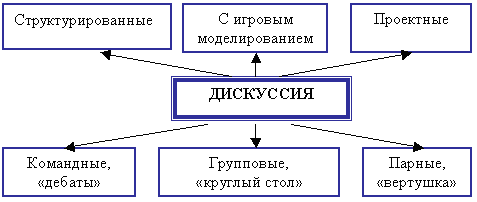 Структурированные
С игровым
моделированием
Проектные
ДИСКУССИЯ
Командные,
«дебаты»
Групповые,
«круглый стол»
Парные,
«вертушка»